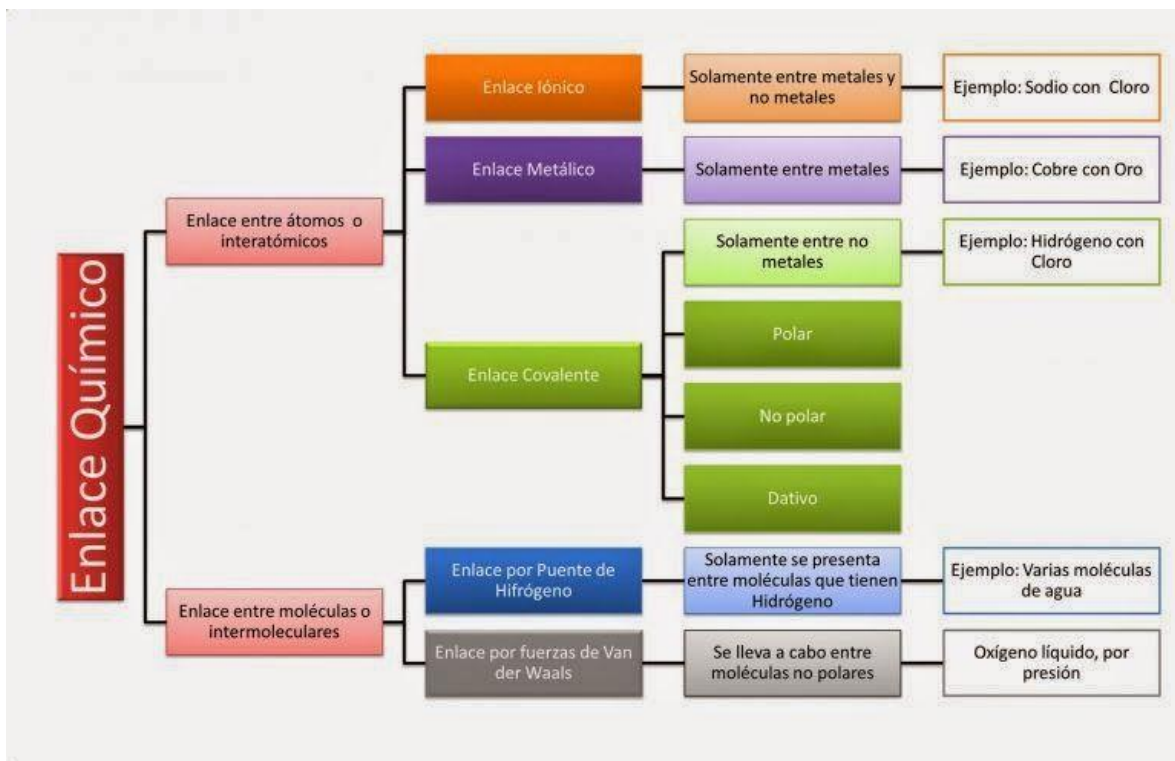 Enlace Químico
Enlace entre átomos o
interatómicos
Enlace Iónico
Solamente entre metales y
no metales
Ejemplo: Sodio con Cloro
Enlace Metálico
Solamente entre metales
Ejemplo: Cobre con Oro
Enlace Covalente
Solamente entre no
metales
Ejemplo: Hidrógeno con
Cloro
Polar
No polar
Dativo
Enlace entre moléculas o
intermoleculares
Enlace por Puente de
Hifrógeno
Solamente se presenta
entre moléculas que tienen
Hidrógeno
Ejemplo: Varias moléculas
de agua
Enlace por fuerzas de Van
der Waals
Se lleva a cabo entre
moléculas no polares
Oxígeno líquido, por
presión